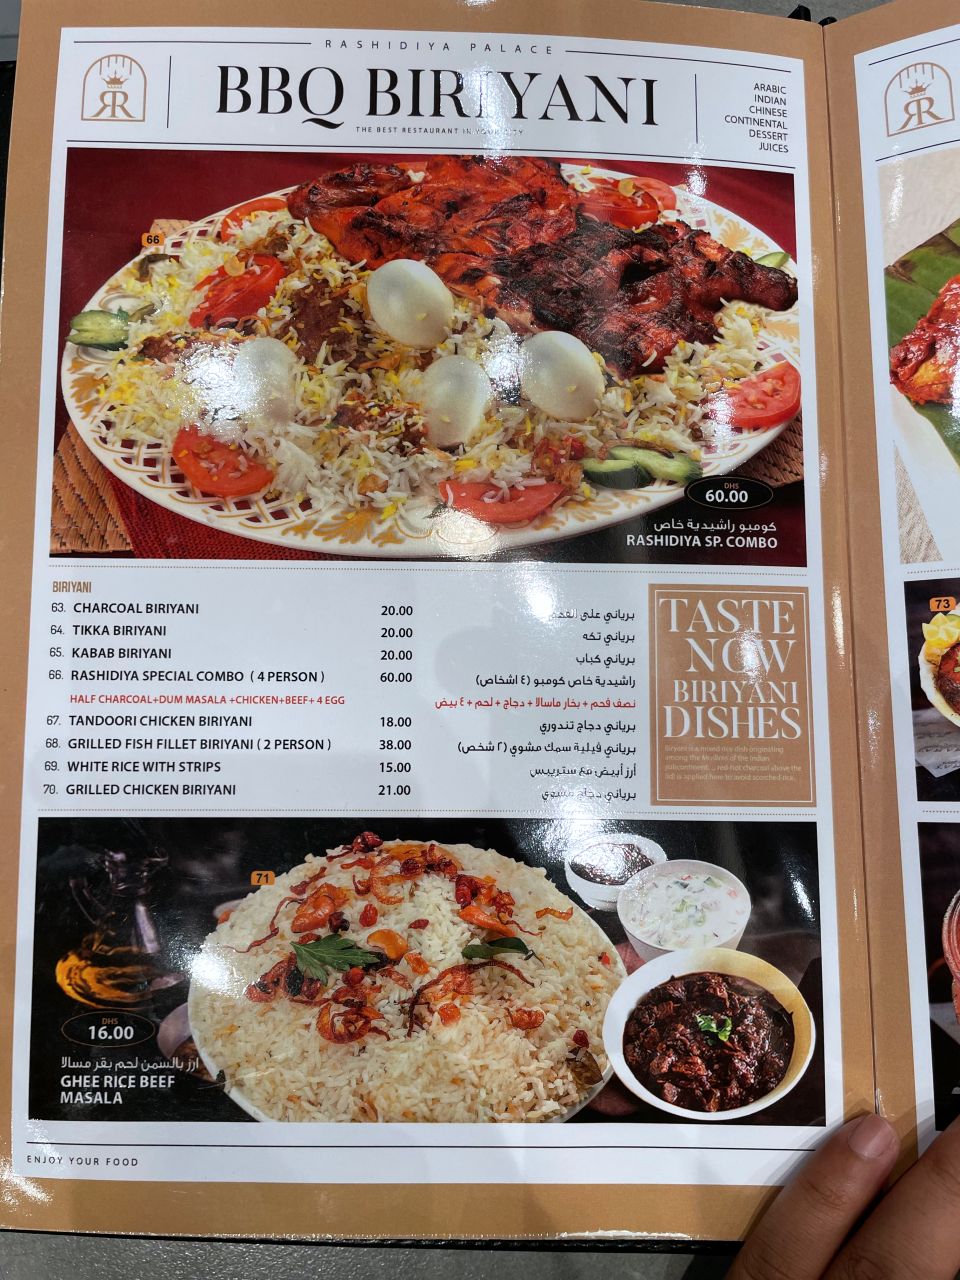 RASHIDIYA PALACE
RR
BBQ BIRIYANI
THE BEST RESTAURANT IN YOUR CITY
ARABIC
INDIAN
CHINESE
CONTINENTAL
DESSERT
JUICES
RR
66
DHS
60.00
كومبو راشيدية خاص
RASHIDIYA SP. COMBO
BIRIYANI
63. CHARCOAL BIRIYANI 20.00 برياني على الفحم
64. TIKKA BIRIYANI 20.00 برياني تكه
65. KABAB BIRIYANI 20.00 برياني كباب
66. RASHIDIYA SPECIAL COMBO ( 4 PERSON ) 60.00 راشيدية خاص كومبو (٤ اشخاص)
HALF CHARCOAL+DUM MASALA +CHICKEN+BEEF+ 4 EGG نصف فحم + بخار ماسالا + دجاج + لحم + ٤ بيض
67. TANDOORI CHICKEN BIRIYANI 18.00 برياني دجاج تندوري
68. GRILLED FISH FILLET BIRIYANI ( 2 PERSON ) 38.00 برياني فيلية سمك مشوي (٢ شخص)
69. WHITE RICE WITH STRIPS 15.00 أرز أبيض مع ستريبس
70. GRILLED CHICKEN BIRIYANI 21.00 برياني دجاج مشوي
TASTE
NOW
BIRIYANI
DISHES
Biriyani is a mixed rice dish originating
among the Muslims of the Indian
subcontinent. ... red-hot charcoal above the
lid) is applied here to avoid scorched rice.
73
71
DHS
16.00
ارز بالسمن لحم بقر مسالا
GHEE RICE BEEF
MASALA
ENJOY YOUR FOOD